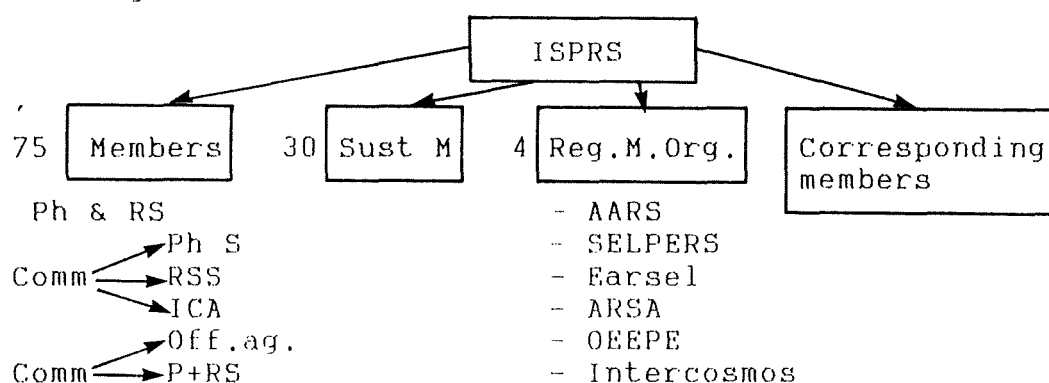 ISPRS
75 Members 30 Sust M 4 Reg.M.Org. Corresponding members
Ph & RS
Comm Ph S
RSS
ICA
Comm Off.ag.
P+RS
- AARS
- SELPERS
- Earsel
- ARSA
- OEEPE
- Intercosmos